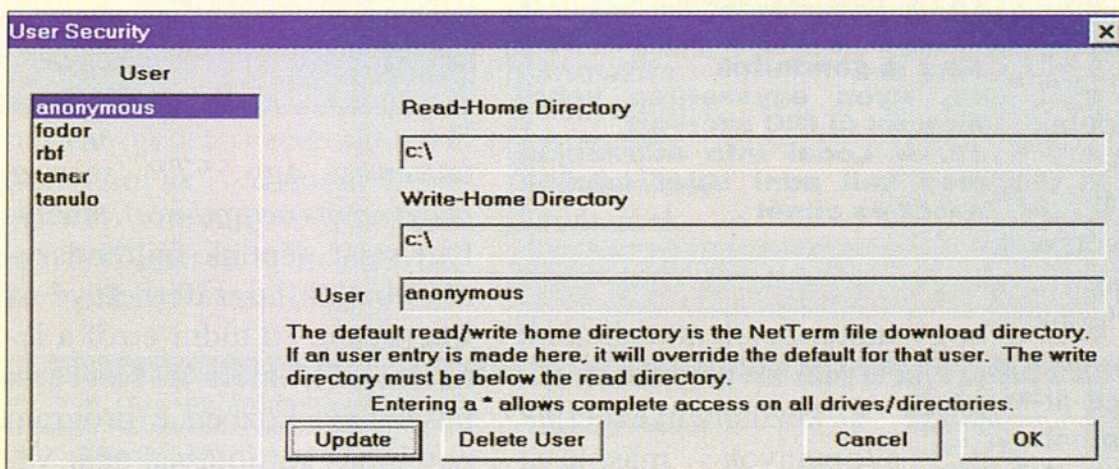 User Security
User
anonymous
fodor
rbf
tanar
tanulo
Read-Home Directory
c:\
Write-Home Directory
c:\
User anonymous
The default read/write home directory is the NetTerm file download directory.
If an user entry is made here, it will override the default for that user. The write
directory must be below the read directory.
Entering a * allows complete access on all drives/directories.
Update Delete User Cancel OK